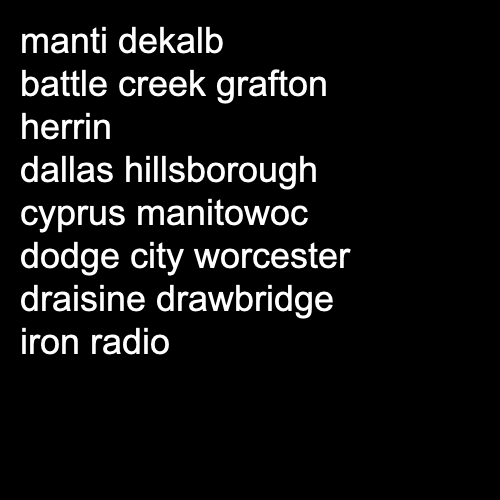 manti dekalb
battle creek grafton
herrin
dallas hillsborough
cyprus manitowoc
dodge city worcester
draisine drawbridge
iron radio